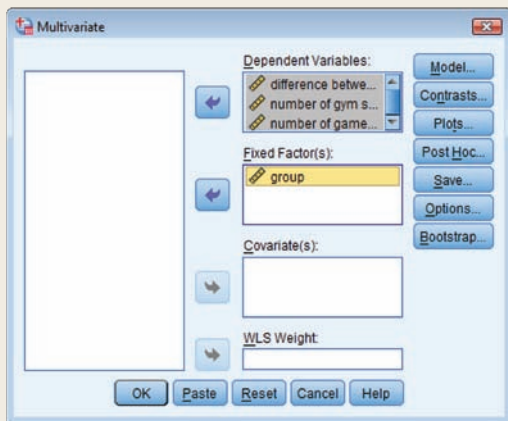 Multivariate
Dependent Variables:
difference betwe...
number of gym s...
number of game...
Fixed Factor(s):
group
Covariate(s):
WLS Weight:
Model...
Contrasts...
Plots...
Post Hoc...
Save...
Options...
Bootstrap...
OK Paste Reset Cancel Help